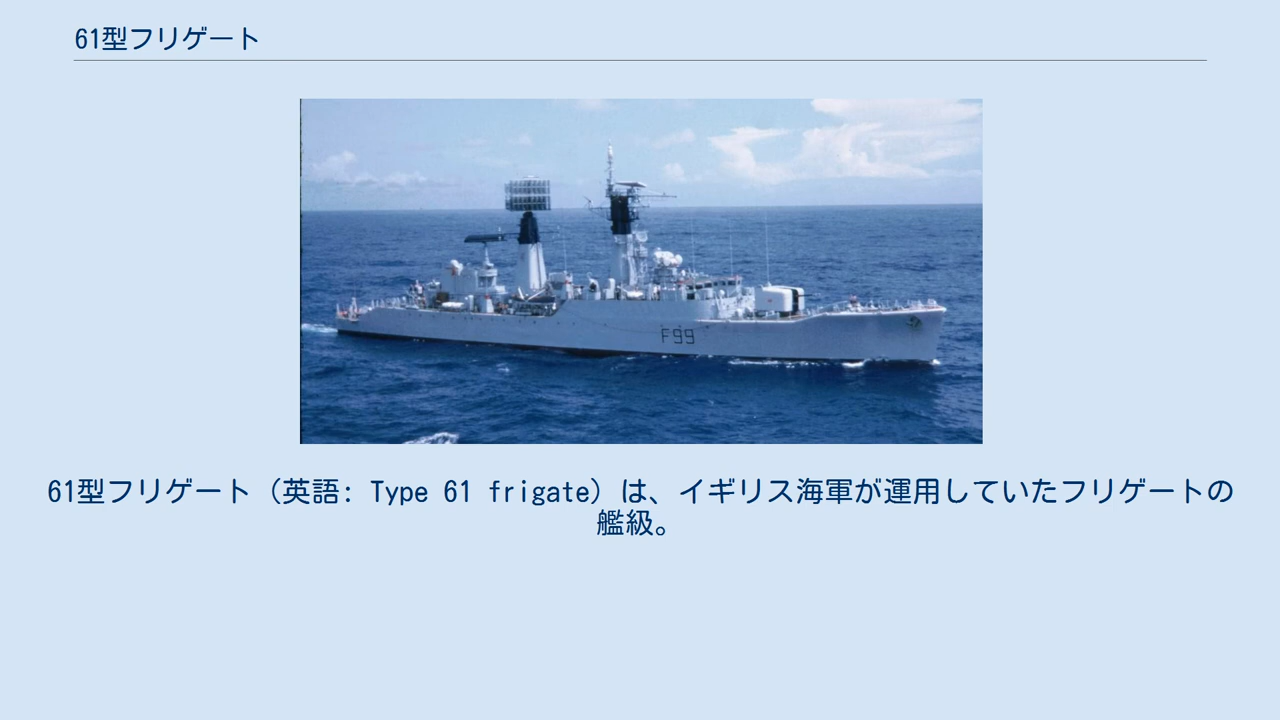 61型フリゲート
F99
61型フリゲート（英語: Type 61 frigate）は、イギリス海軍が運用していたフリゲートの
艦級。